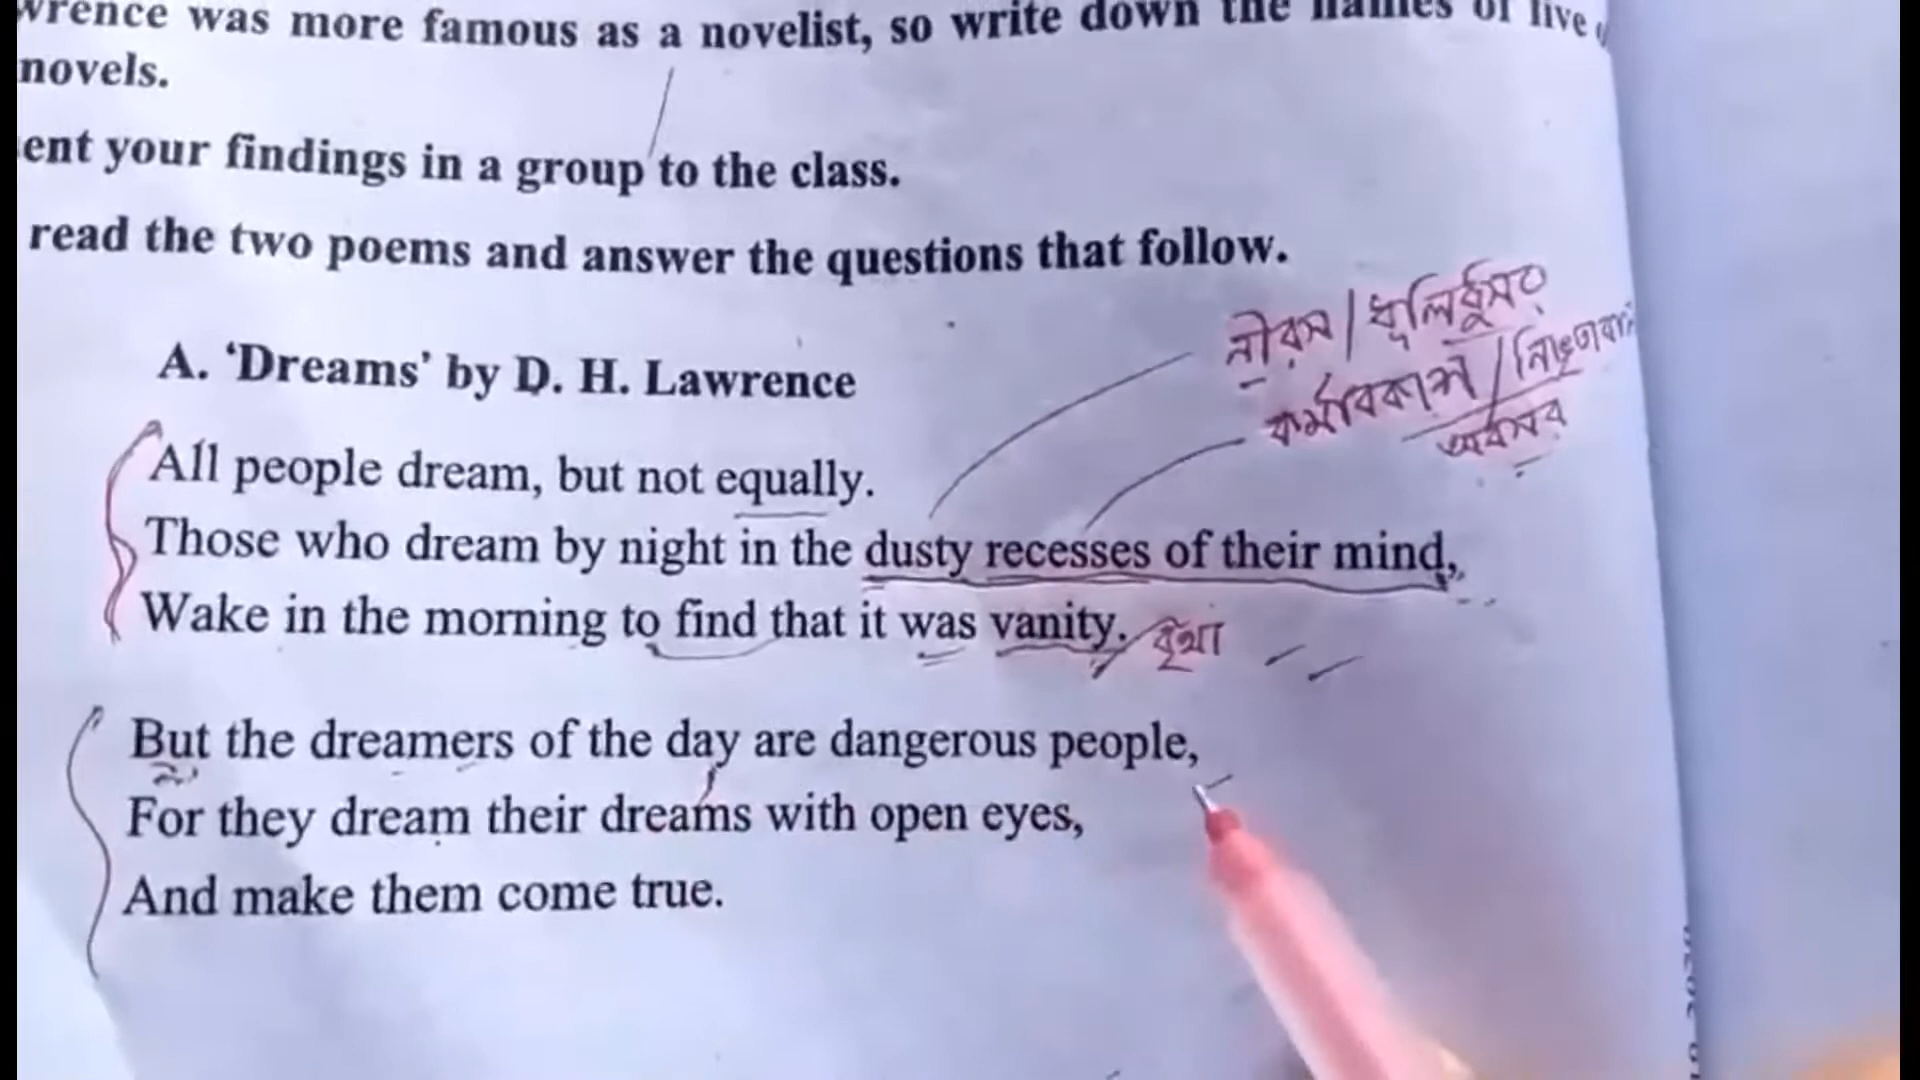 wrence was more famous as a novelist, so write down the names of five
novels.
ent your findings in a group to the class.
read the two poems and answer the questions that follow.
নীরস / ধূলিধুসর
কর্মবিকাশ /
অবসর
A. ‘Dreams’ by D. H. Lawrence
All people dream, but not equally.
Those who dream by night in the dusty recesses of their mind,
Wake in the morning to find that it was vanity. বৃথা
But the dreamers of the day are dangerous people,
For they dream their dreams with open eyes,
And make them come true.